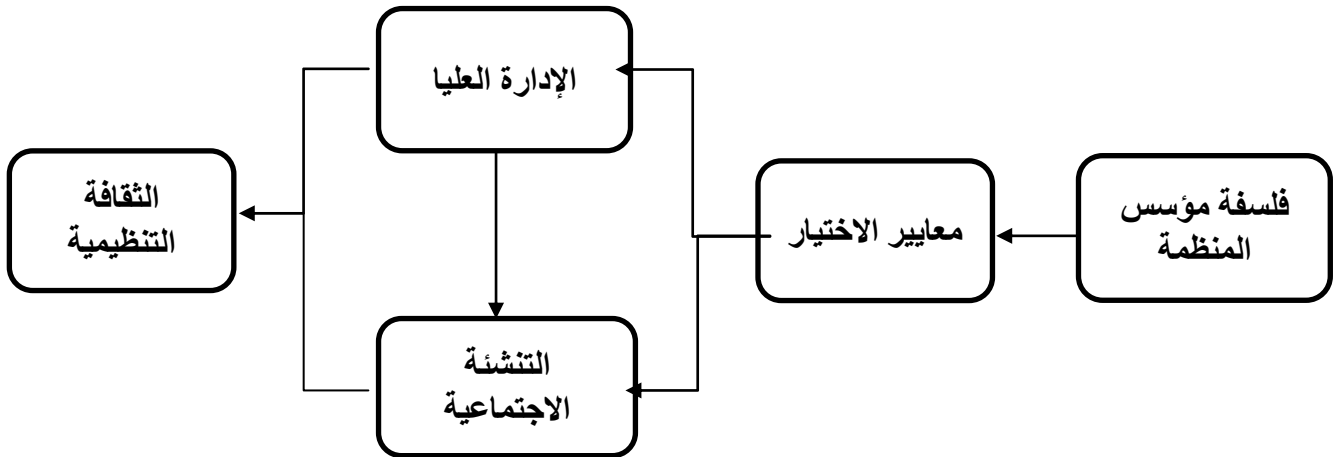 فلسفة مؤسس
المنظمة
معايير الاختيار
الإدارة العليا
التنشئة
الاجتماعية
الثقافة
التنظيمية